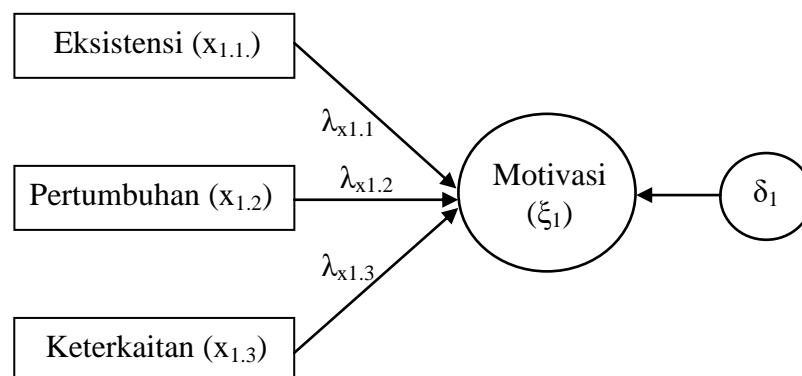 Eksistensi (x₁.₁.)
λₓ₁.₁
Pertumbuhan (x₁.₂)
λₓ₁.₂
Motivasi
(ξ₁)
δ₁
λₓ₁.₃
Keterkaitan (x₁.₃)